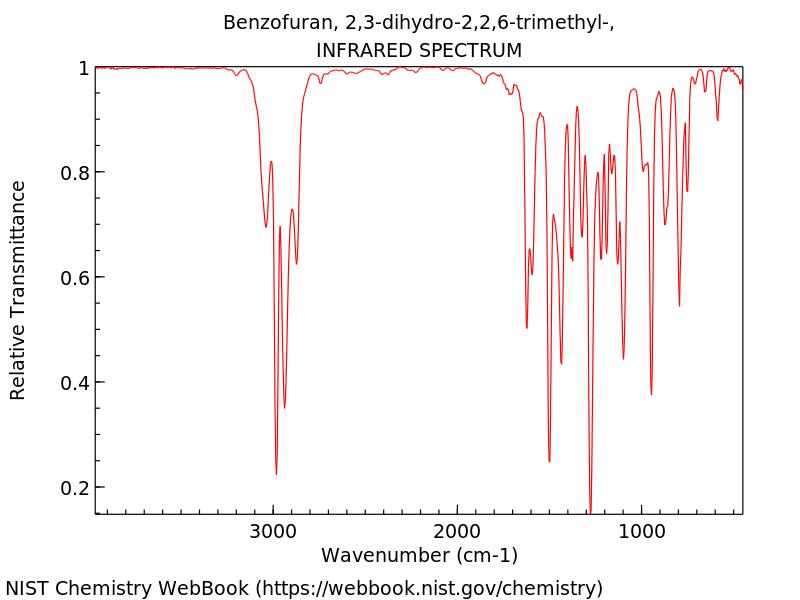 Benzofuran, 2,3-dihydro-2,2,6-trimethyl-,
INFRARED SPECTRUM
1
0.8
0.6
0.4
0.2
Relative Transmittance
3000
2000
1000
Wavenumber (cm-1)
NIST Chemistry WebBook (https://webbook.nist.gov/chemistry)